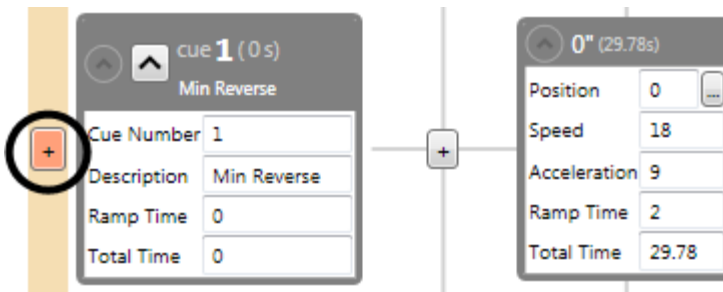 cue 1 (0 s)
Min Reverse
+
Cue Number 1
Description Min Reverse
Ramp Time 0
Total Time 0
+
0" (29.78s)
Position 0 ...
Speed 18
Acceleration 9
Ramp Time 2
Total Time 29.78